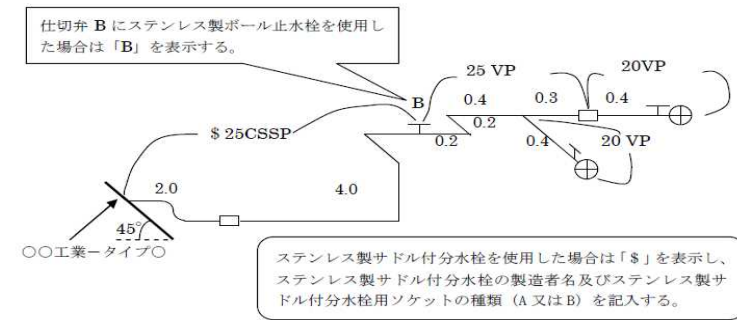 仕切弁 B にステンレス製ボール止水栓を使用し
た場合は「B」を表示する。
25 VP
20VP
B
0.4
0.3
0.4
0.2
0.2
0.4
20 VP
$ 25CSSP
2.0
4.0
45°
○○工業－タイプ○
ステンレス製サドル付分水栓を使用した場合は「$」を表示し、
ステンレス製サドル付分水栓の製造者名及びステンレス製サ
ドル付分水栓用ソケットの種類（A 又は B）を記入する。